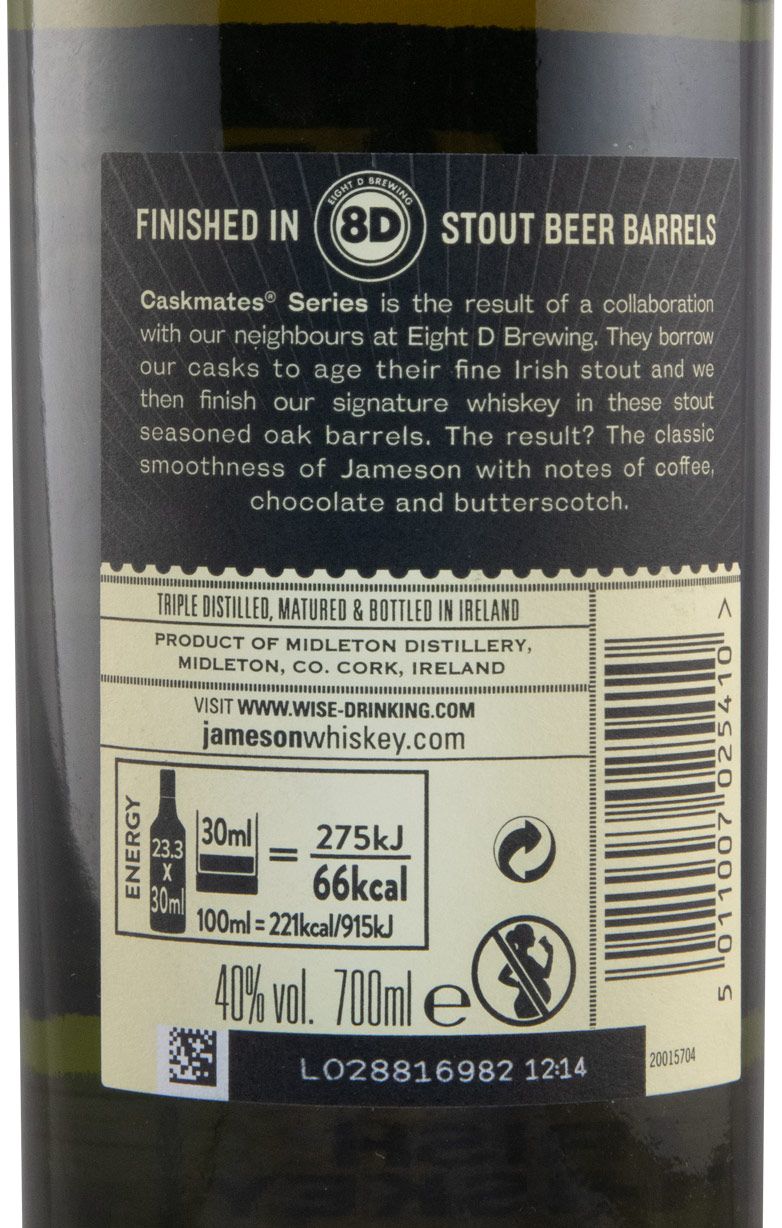 EIGHT D BREWING
FINISHED IN 8D STOUT BEER BARRELS
Caskmates® Series is the result of a collaboration
with our neighbours at Eight D Brewing. They borrow
our casks to age their fine Irish stout and we
then finish our signature whiskey in these stout
seasoned oak barrels. The result? The classic
smoothness of Jameson with notes of coffee,
chocolate and butterscotch.
TRIPLE DISTILLED, MATURED & BOTTLED IN IRELAND
PRODUCT OF MIDLETON DISTILLERY,
MIDLETON, CO. CORK, IRELAND
VISIT WWW.WISE-DRINKING.COM
jamesonwhiskey.com
ENERGY
23.3
x
30ml
30ml
=
275kJ
66kcal
100ml = 221kcal/915kJ
40% vol. 700ml e
5 011007 025410 >
LO28816982 12:14
20015704